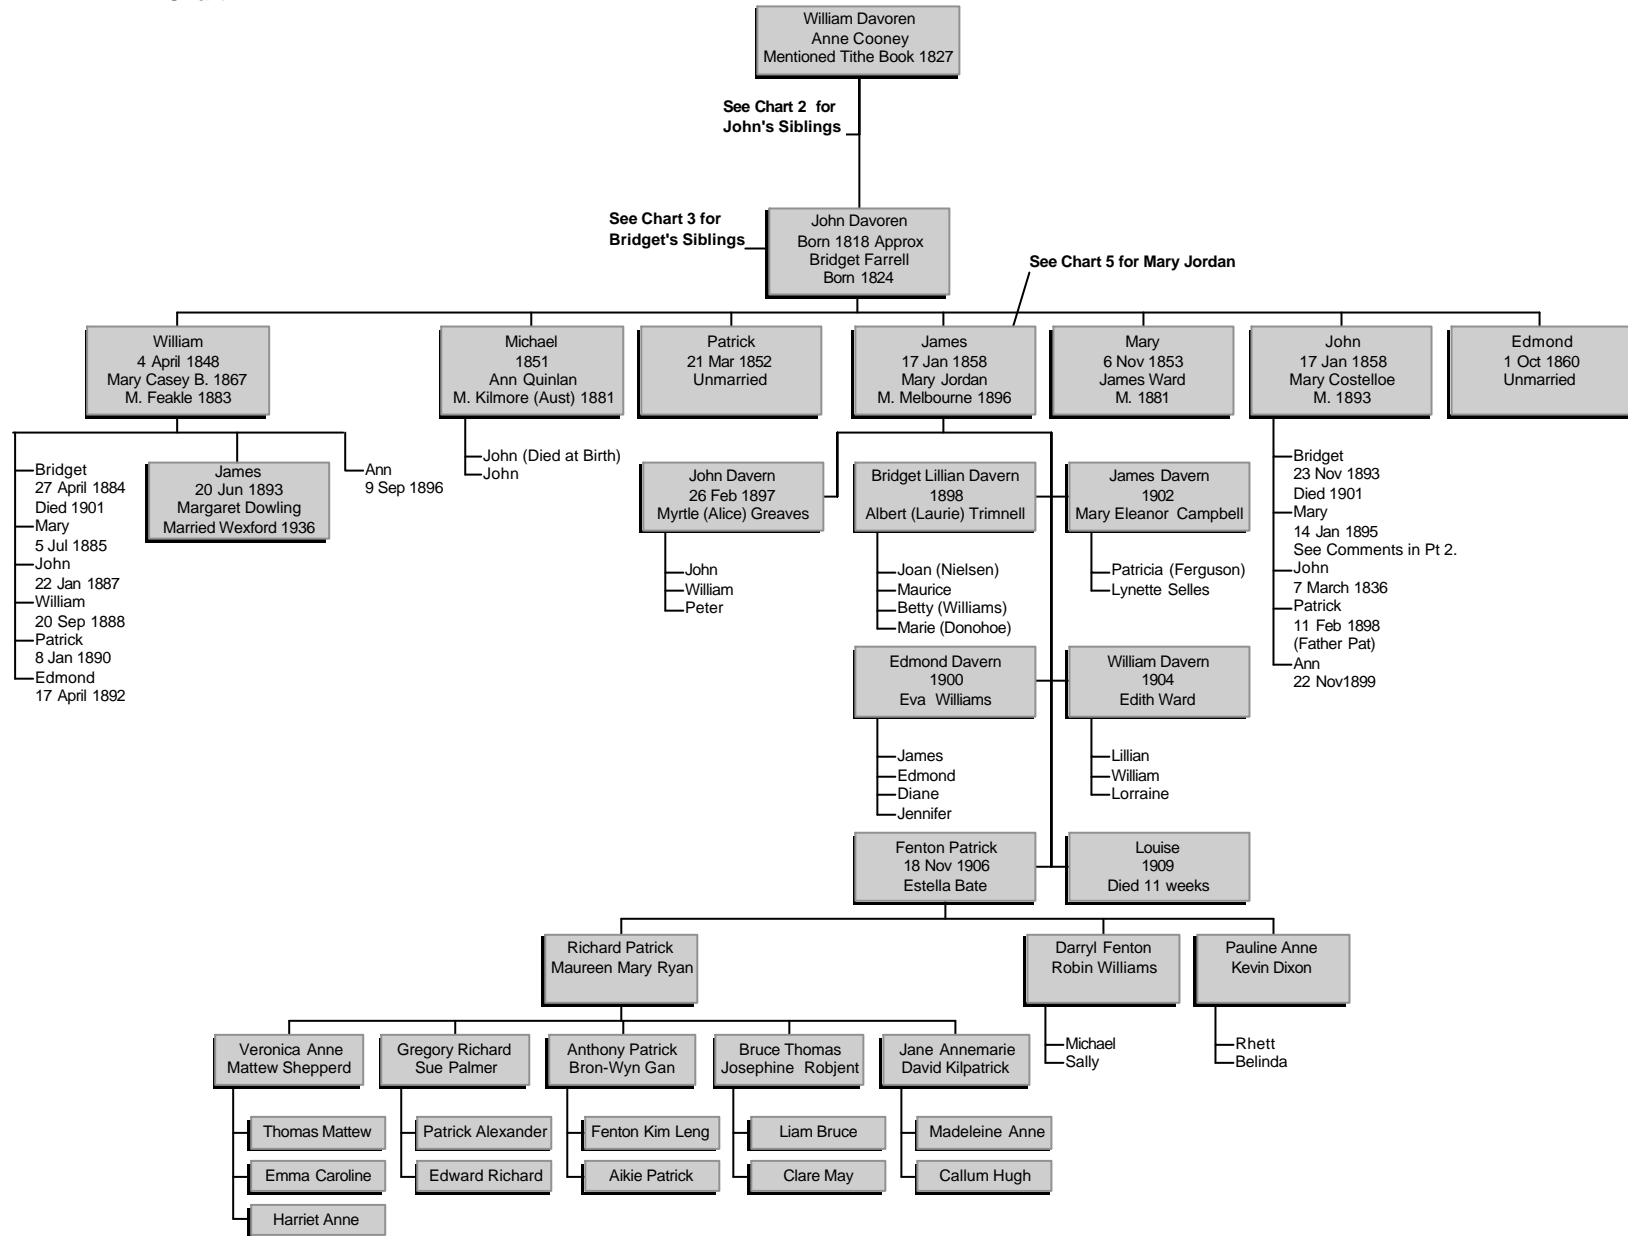 William Davoren
Anne Cooney
Mentioned Tithe Book 1827
See Chart 2 for
John's Siblings
See Chart 3 for
Bridget's Siblings
John Davoren
Born 1818 Approx
Bridget Farrell
Born 1824
See Chart 5 for Mary Jordan
William
4 April 1848
Mary Casey B. 1867
M. Feakle 1883
Michael
1851
Ann Quinlan
M. Kilmore (Aust) 1881
Patrick
21 Mar 1852
Unmarried
James
17 Jan 1858
Mary Jordan
M. Melbourne 1896
Mary
6 Nov 1853
James Ward
M. 1881
John
17 Jan 1858
Mary Costelloe
M. 1893
Edmond
1 Oct 1860
Unmarried
Bridget
27 April 1884
Died 1901
Mary
5 Jul 1885
John
22 Jan 1887
William
20 Sep 1888
Patrick
8 Jan 1890
Edmond
17 April 1892
James
20 Jun 1893
Margaret Dowling
Married Wexford 1936
Ann
9 Sep 1896
John (Died at Birth)
John
John Davern
26 Feb 1897
Myrtle (Alice) Greaves
John
William
Peter
Bridget Lillian Davern
1898
Albert (Laurie) Trimnell
Joan (Nielsen)
Maurice
Betty (Williams)
Marie (Donohoe)
James Davern
1902
Mary Eleanor Campbell
Patricia (Ferguson)
Lynette Selles
Bridget
23 Nov 1893
Died 1901
Mary
14 Jan 1895
See Comments in Pt 2.
John
7 March 1836
Patrick
11 Feb 1898
(Father Pat)
Ann
22 Nov1899
Edmond Davern
1900
Eva Williams
James
Edmond
Diane
Jennifer
William Davern
1904
Edith Ward
Lillian
William
Lorraine
Fenton Patrick
18 Nov 1906
Estella Bate
Louise
1909
Died 11 weeks
Richard Patrick
Maureen Mary Ryan
Darryl Fenton
Robin Williams
Pauline Anne
Kevin Dixon
Michael
Sally
Rhett
Belinda
Veronica Anne
Mattew Shepperd
Gregory Richard
Sue Palmer
Anthony Patrick
Bron-Wyn Gan
Bruce Thomas
Josephine Robjent
Jane Annemarie
David Kilpatrick
Thomas Mattew
Emma Caroline
Harriet Anne
Patrick Alexander
Edward Richard
Fenton Kim Leng
Aikie Patrick
Liam Bruce
Clare May
Madeleine Anne
Callum Hugh